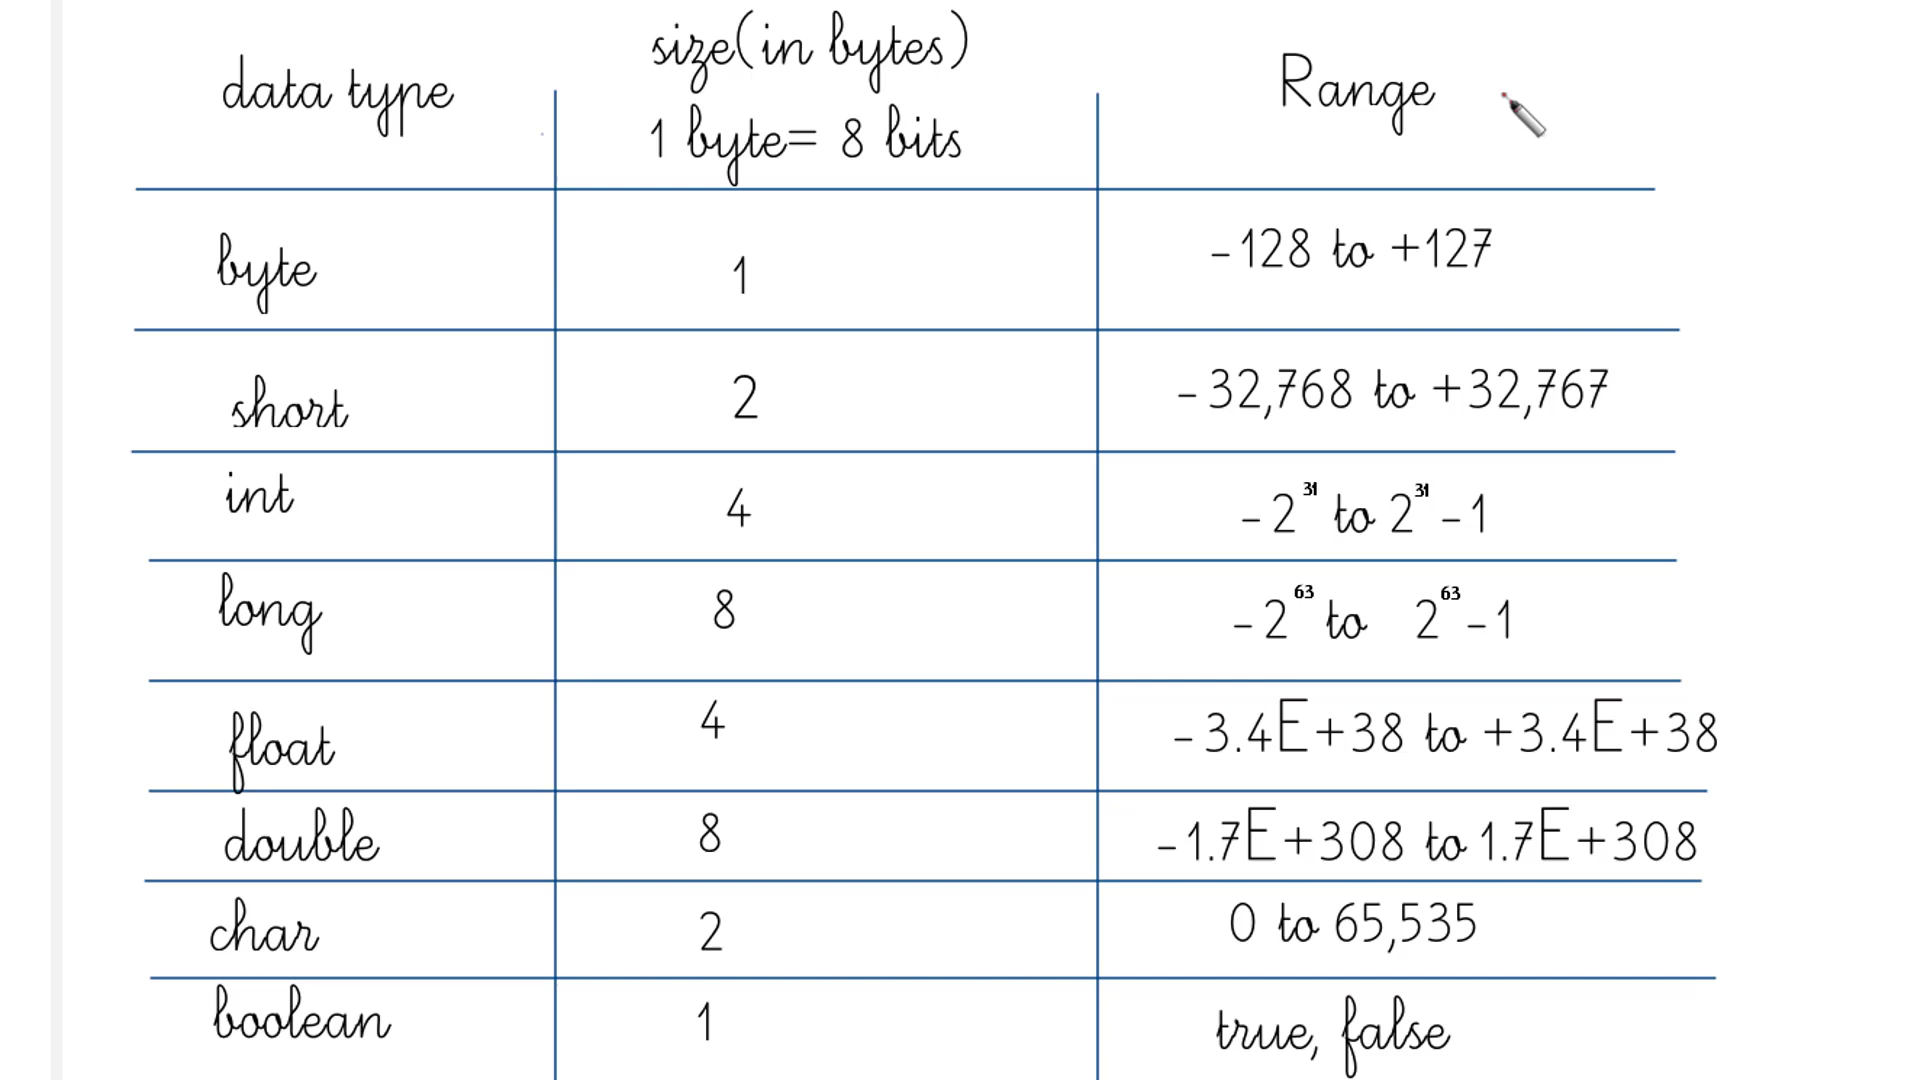 data type size(in bytes) Range
1 byte= 8 bits
byte 1 -128 to +127
short 2 -32,768 to +32,767
int 4 -2³¹ to 2³¹-1
long 8 -2⁶³ to 2⁶³-1
float 4 -3.4E+38 to +3.4E+38
double 8 -1.7E+308 to 1.7E+308
char 2 0 to 65,535
boolean 1 true, false